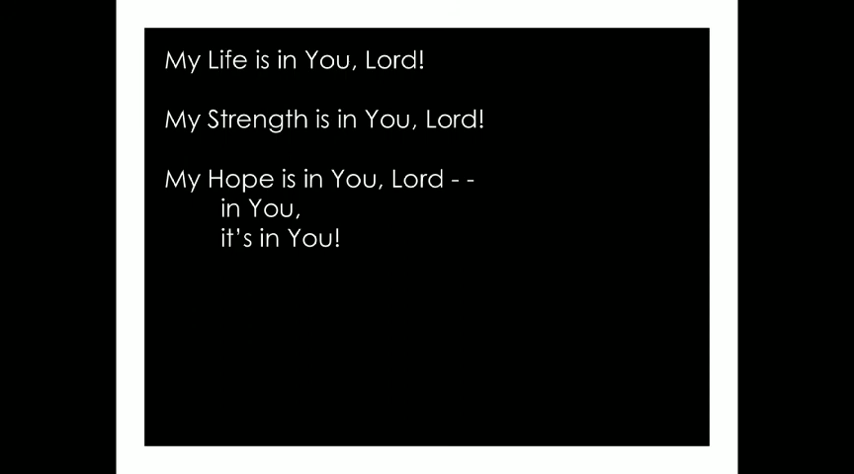 My Life is in You, Lord!
My Strength is in You, Lord!
My Hope is in You, Lord - -
in You,
it's in You!